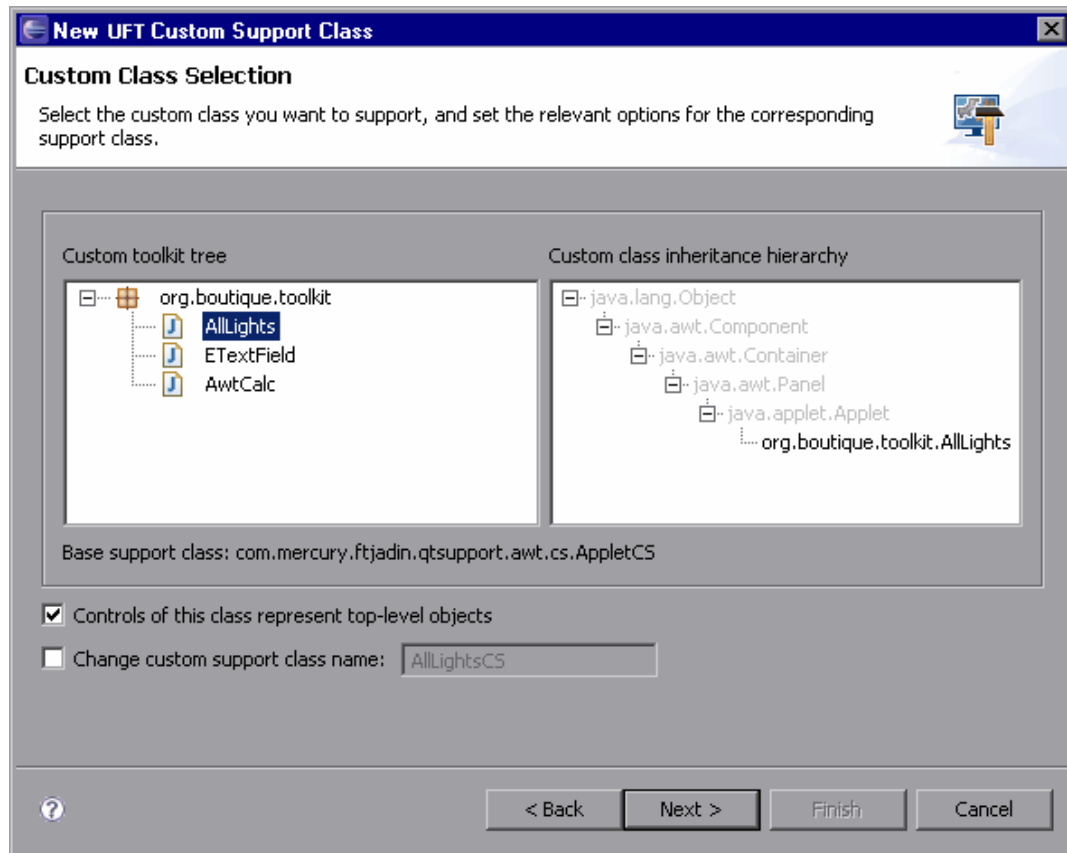 New UFT Custom Support Class
Custom Class Selection
Select the custom class you want to support, and set the relevant options for the corresponding
support class.
Custom toolkit tree
org.boutique.toolkit
AllLights
ETextField
AwtCalc
Custom class inheritance hierarchy
java.lang.Object
java.awt.Component
java.awt.Container
java.awt.Panel
java.applet.Applet
org.boutique.toolkit.AllLights
Base support class: com.mercury.ftjadin.qtsupport.awt.cs.AppletCS
Controls of this class represent top-level objects
Change custom support class name: AllLightsCS
? < Back Next > Finish Cancel